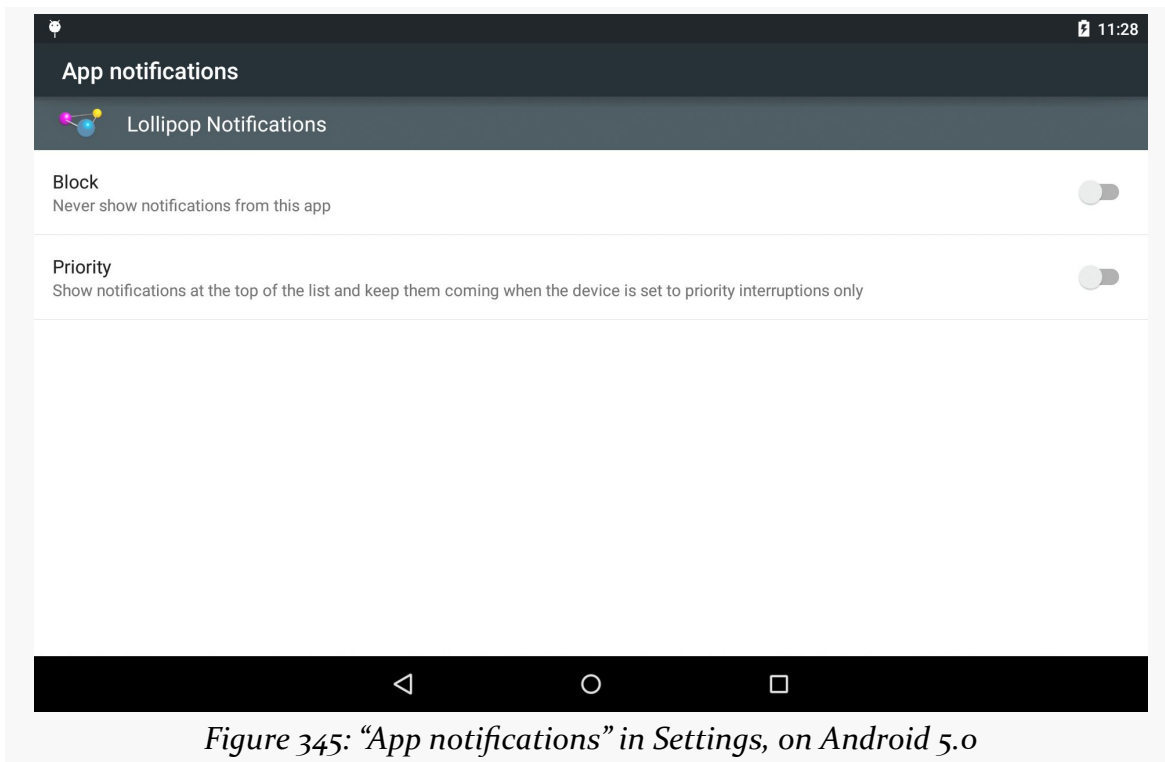 11:28
App notifications
Lollipop Notifications
Block
Never show notifications from this app
Priority
Show notifications at the top of the list and keep them coming when the device is set to priority interruptions only
Figure 345: “App notifications” in Settings, on Android 5.0